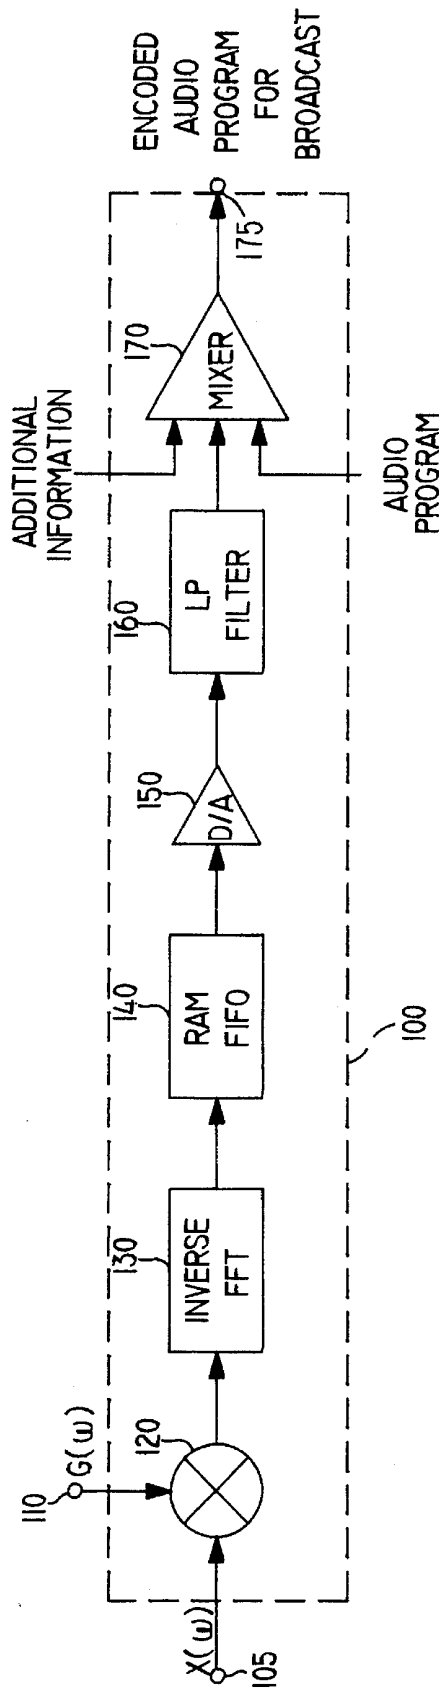 X(ω)
105
110
G(ω)
120
130
INVERSE
FFT
140
RAM
FIFO
150
D/A
160
LP
FILTER
ADDITIONAL
INFORMATION
170
MIXER
AUDIO
PROGRAM
175
ENCODED
AUDIO
PROGRAM
FOR
BROADCAST
100